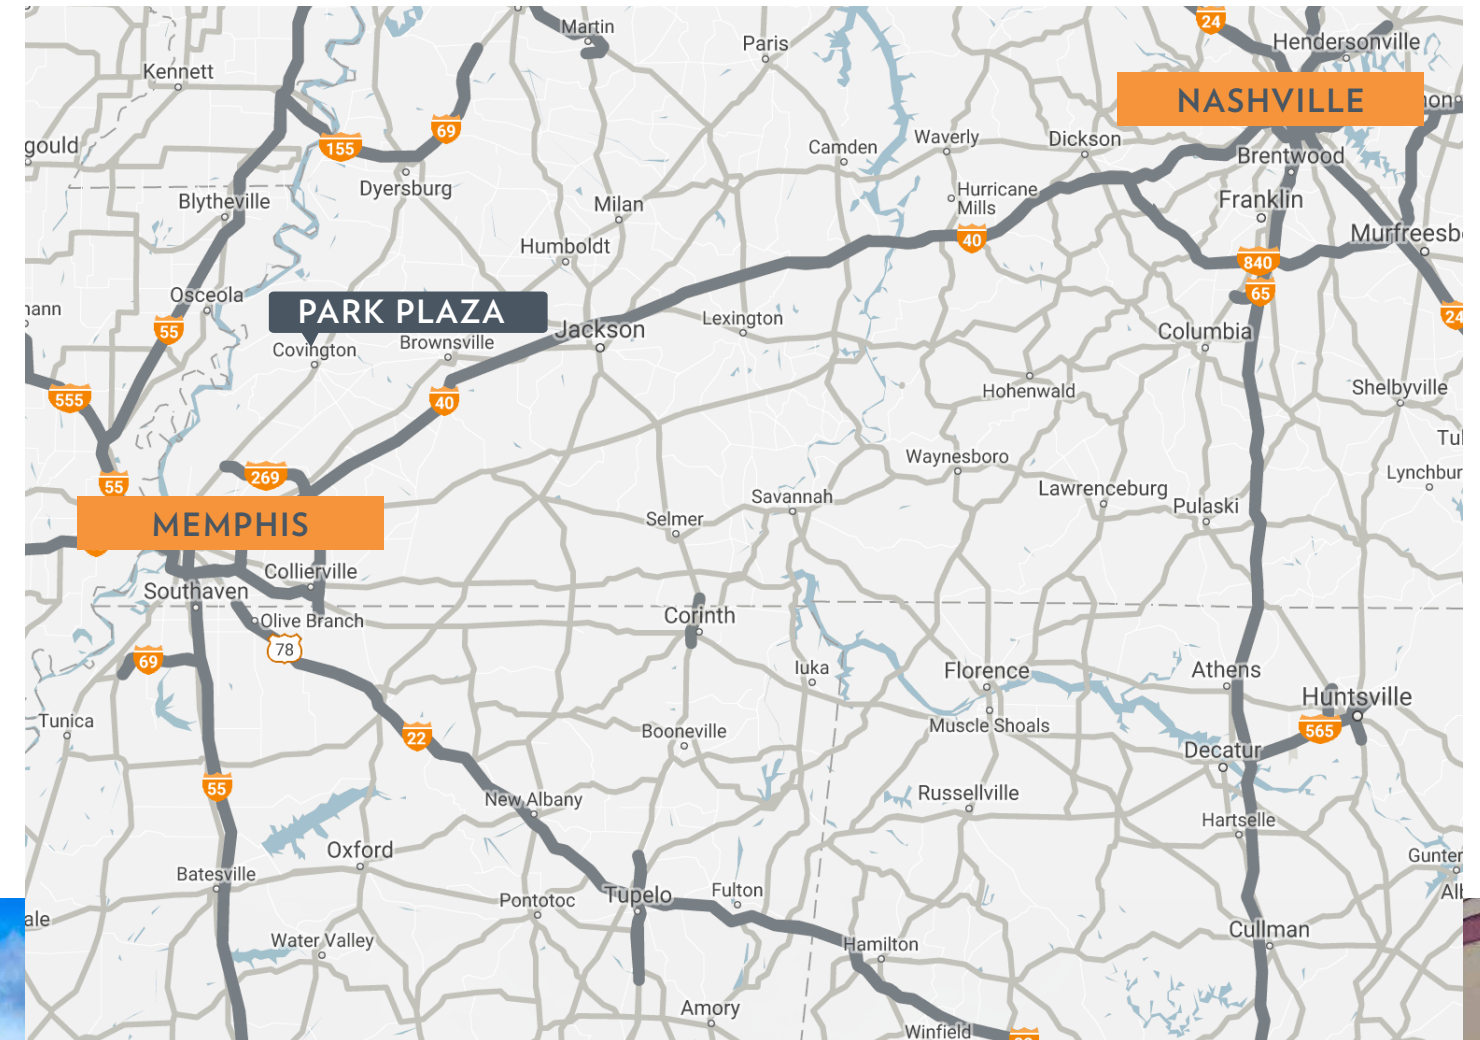 24
Martin
Paris
Hendersonville
Kennett
NASHVILLE
69
155
gould
Camden
Waverly
Dickson
Brentwood
Dyersburg
Blytheville
Milan
Hurricane
Mills
Franklin
Murfreesb
Humboldt
40
840
65
Osceola
PARK PLAZA
55
Jackson
Lexington
Columbia
24
Covington
Brownsville
Hohenwald
Shelbyville
555
40
Waynesboro
Lynchbur
269
55
Savannah
Lawrenceburg
Pulaski
MEMPHIS
Selmer
Collierville
Southaven
Olive Branch
Corinth
78
69
Iuka
Florence
Athens
Huntsville
Tunica
Muscle Shoals
565
Booneville
22
Decatur
55
New Albany
Russellville
Hartselle
Oxford
Gunter
Batesville
Tupelo
Fulton
Pontotoc
Cullman
Water Valley
Hamilton
Amory
Winfield